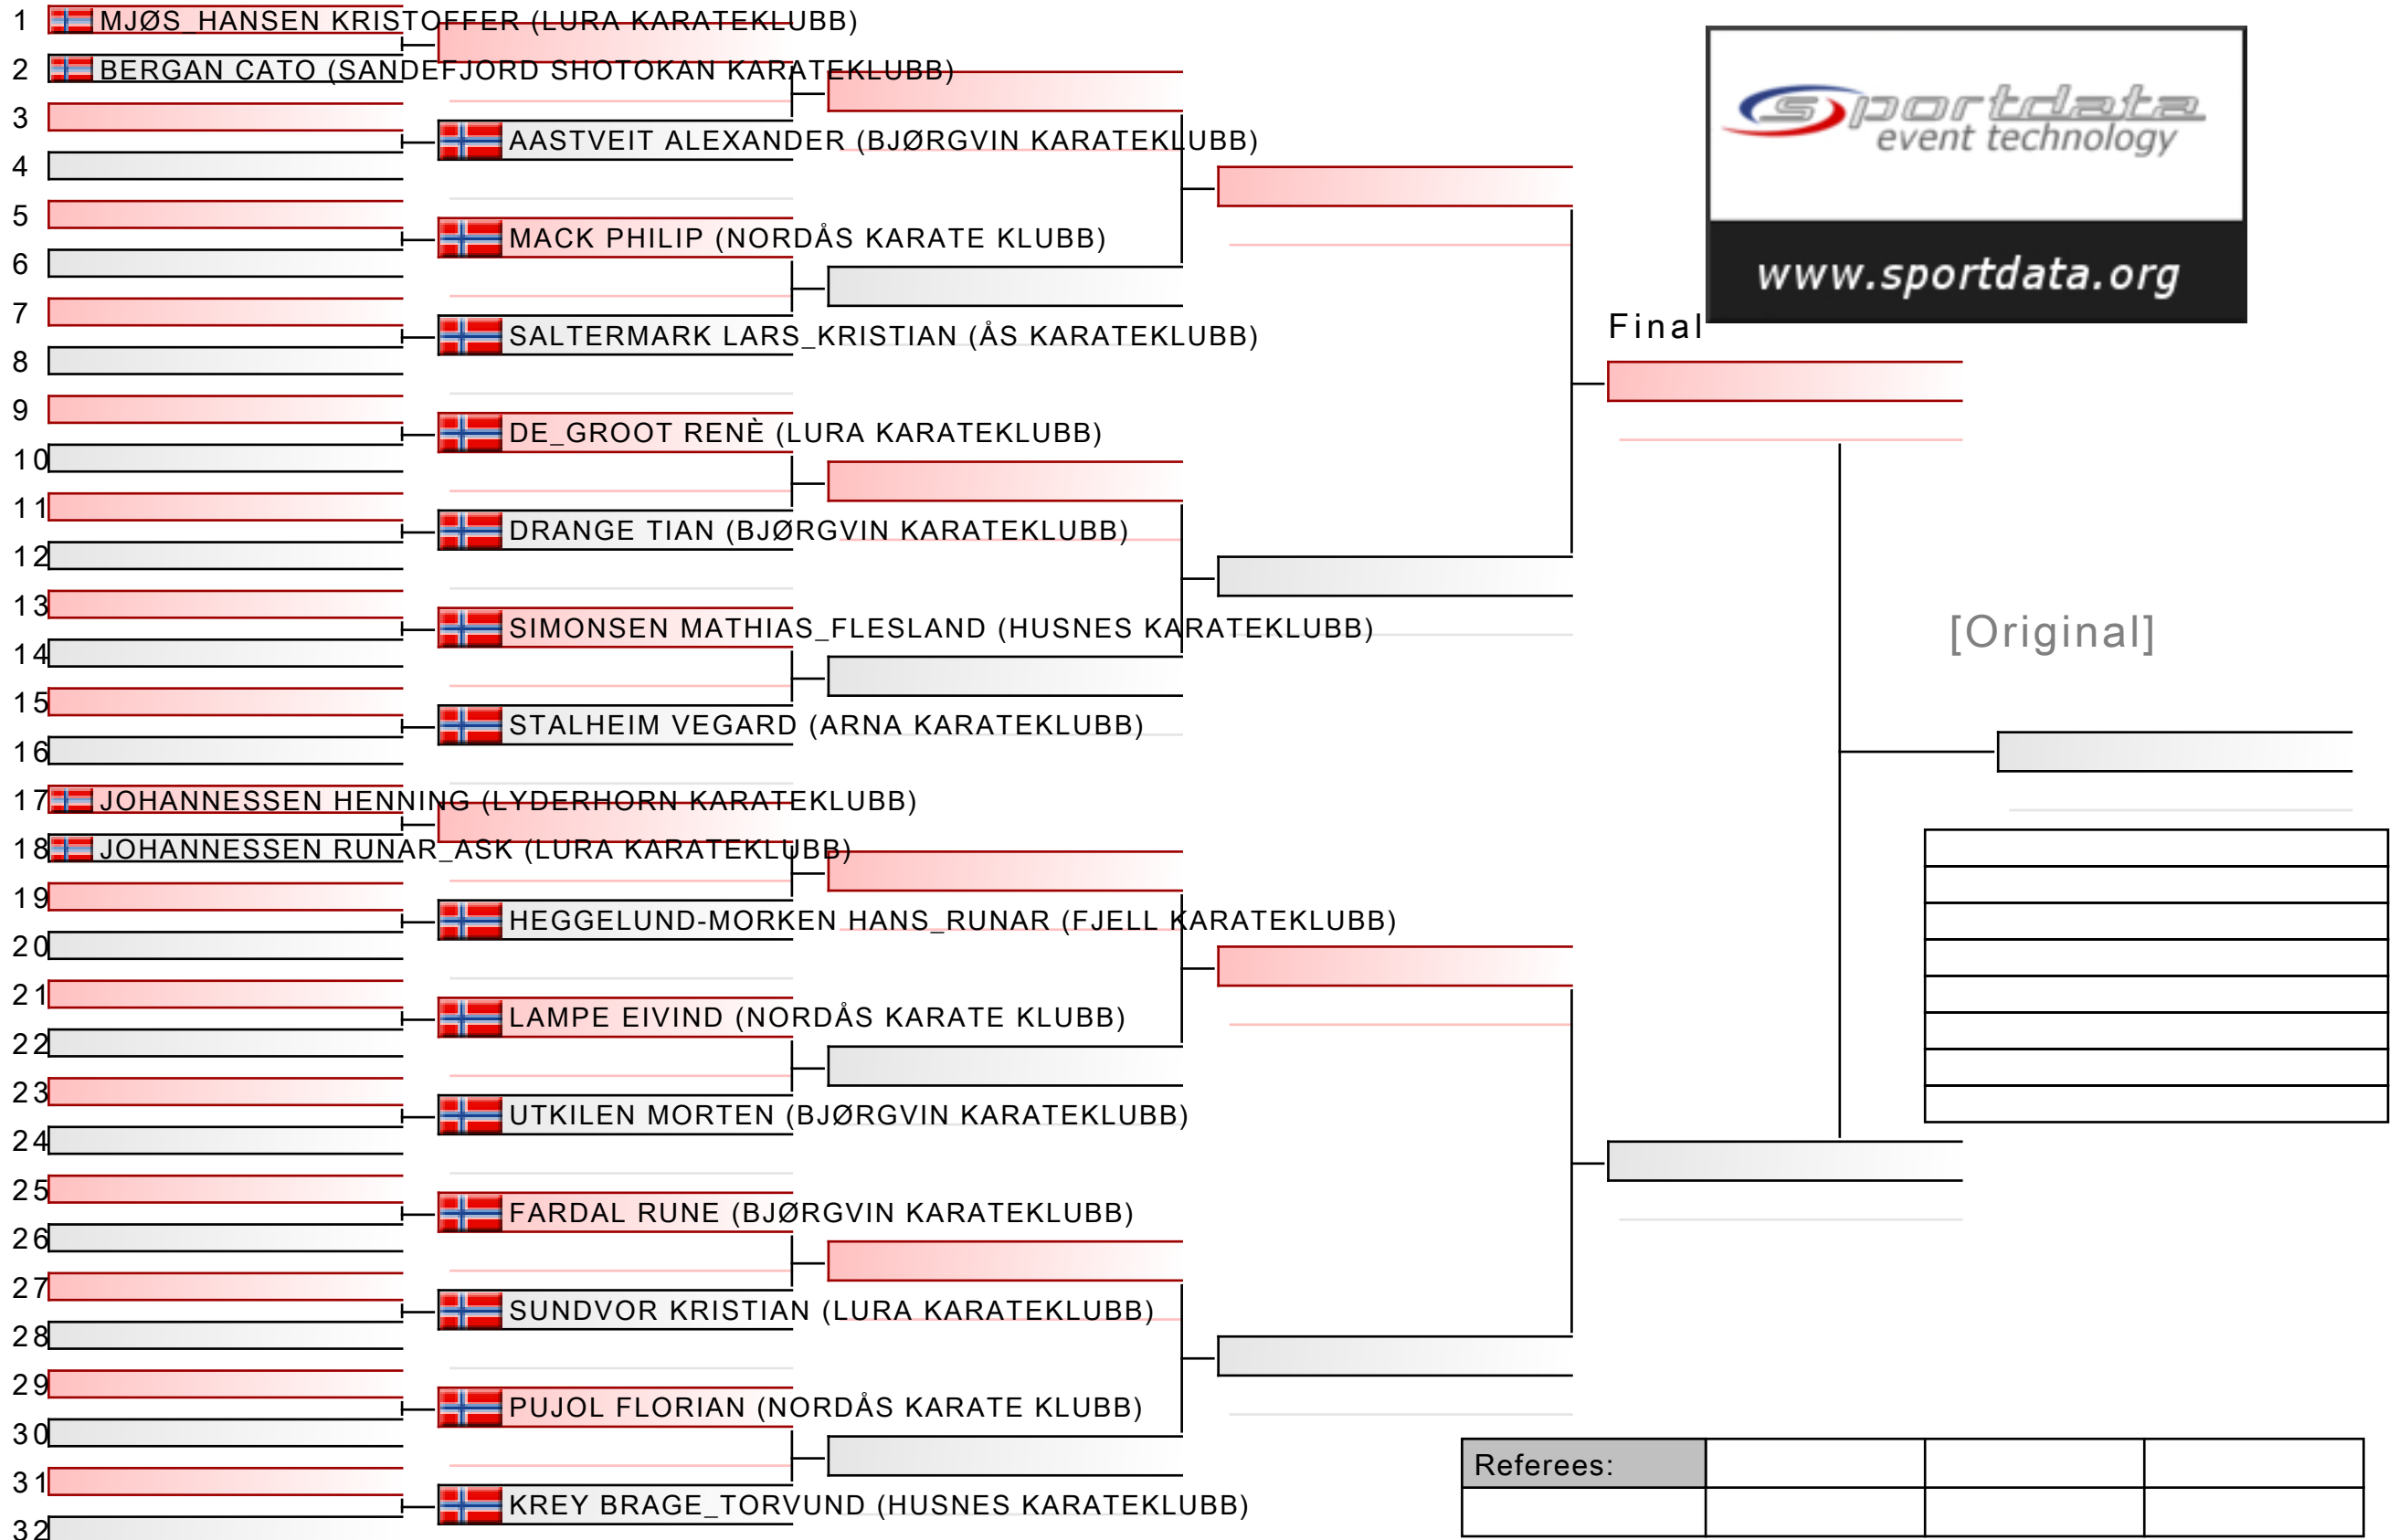 1 MJØS_HANSEN KRISTOFFER (LURA KARATEKLUBB)
2 BERGAN CATO (SANDEFJORD SHOTOKAN KARATEKLUBB)
3
AASTVEIT ALEXANDER (BJØRGVIN KARATEKLUBB)
4
5
MACK PHILIP (NORDÅS KARATE KLUBB)
6
7
SALTERMARK LARS_KRISTIAN (ÅS KARATEKLUBB)
8
9
DE_GROOT RENÈ (LURA KARATEKLUBB)
10
11
DRANGE TIAN (BJØRGVIN KARATEKLUBB)
12
13
SIMONSEN MATHIAS_FLESLAND (HUSNES KARATEKLUBB)
14
15
STALHEIM VEGARD (ARNA KARATEKLUBB)
16
17 JOHANNESSEN HENNING (LYDERHORN KARATEKLUBB)
18 JOHANNESSEN RUNAR_ASK (LURA KARATEKLUBB)
19
HEGGELUND-MORKEN HANS_RUNAR (FJELL KARATEKLUBB)
20
21
LAMPE EIVIND (NORDÅS KARATE KLUBB)
22
23
UTKILEN MORTEN (BJØRGVIN KARATEKLUBB)
24
25
FARDAL RUNE (BJØRGVIN KARATEKLUBB)
26
27
SUNDVOR KRISTIAN (LURA KARATEKLUBB)
28
29
PUJOL FLORIAN (NORDÅS KARATE KLUBB)
30
31
KREY BRAGE_TORVUND (HUSNES KARATEKLUBB)
32
sportdata
event technology
www.sportdata.org
Final
[Original]
Referees: